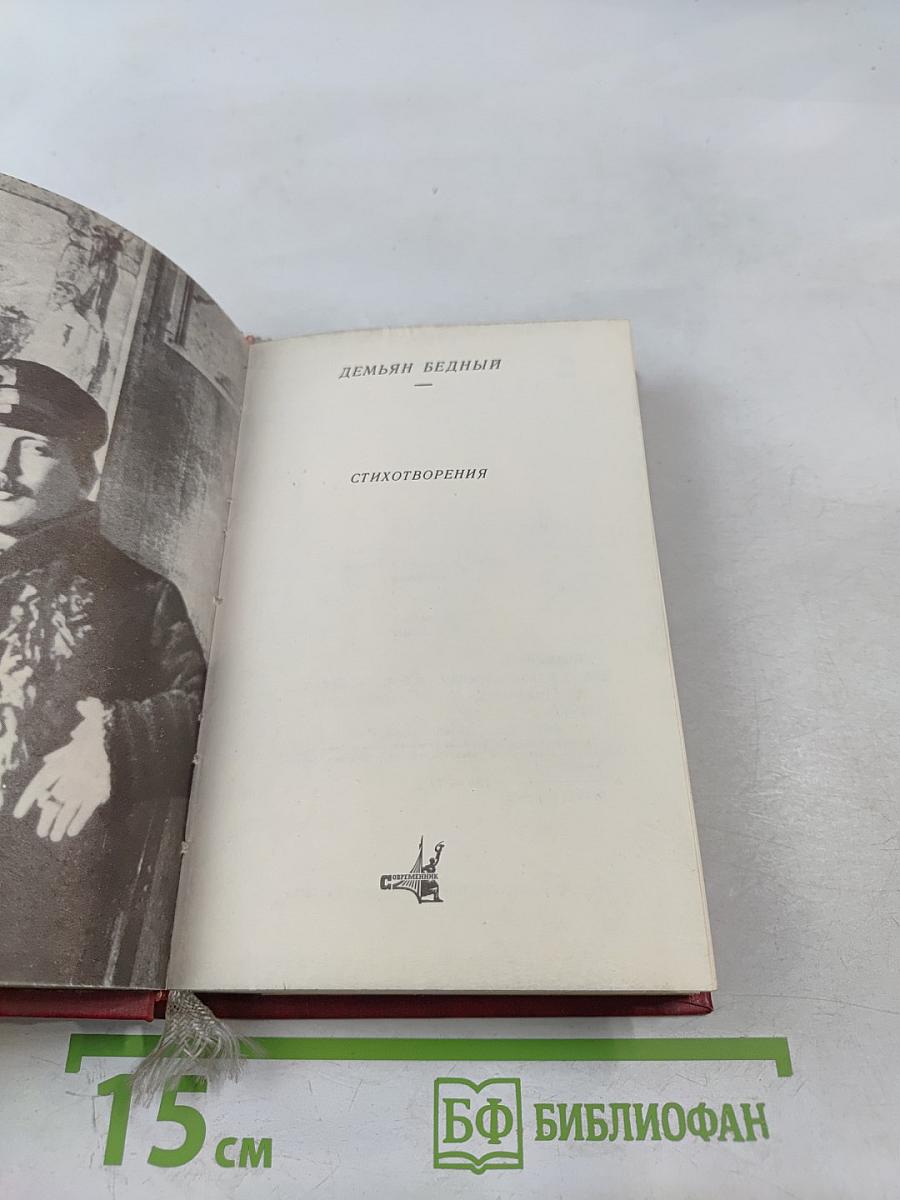 ДЕМЬЯН БЕДНЫЙ
СТИХОТВОРЕНИЯ
СОВРЕМЕННИК
15 см
БФ БИБЛИОФАН